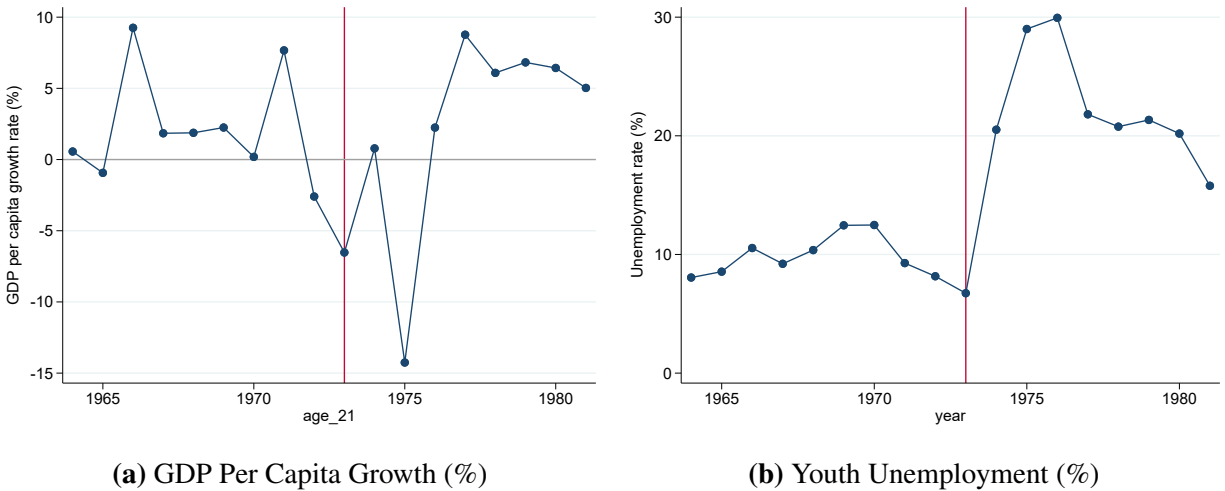 10
5
0
-5
-10
-15
GDP per capita growth rate (%)
1965 1970 1975 1980
age_21
(a) GDP Per Capita Growth (%)
30
20
10
0
Unemployment rate (%)
1965 1970 1975 1980
year
(b) Youth Unemployment (%)